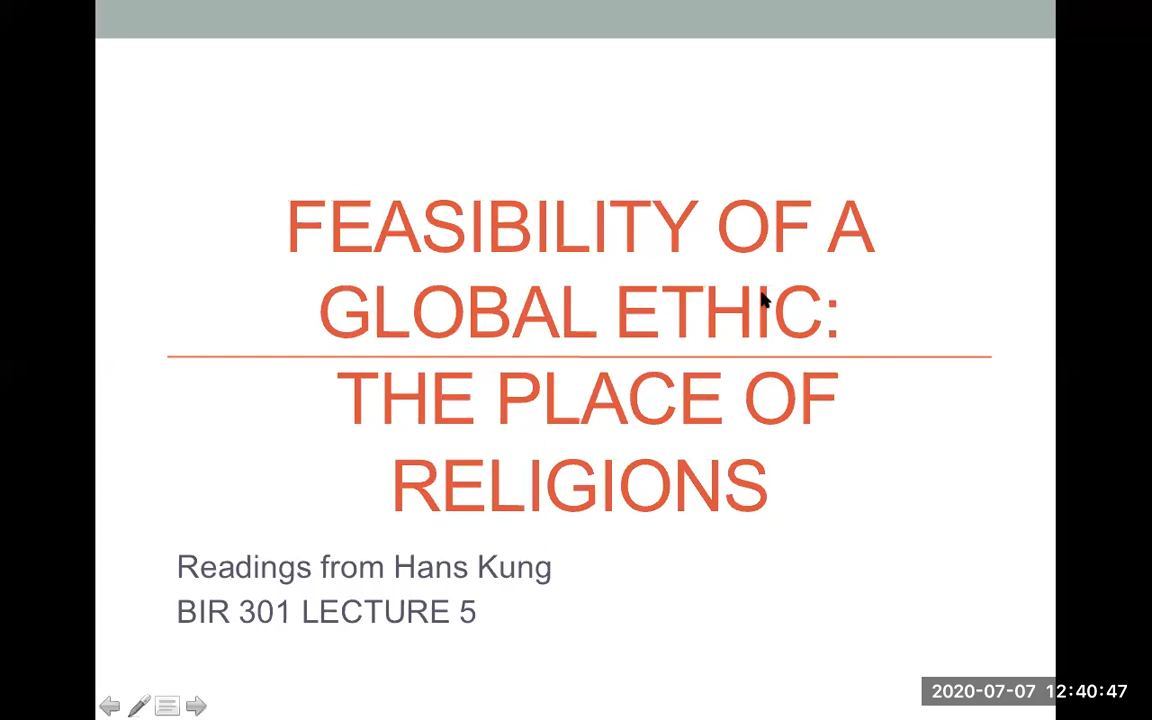 FEASIBILITY OF A
GLOBAL ETHIC:
THE PLACE OF
RELIGIONS
Readings from Hans Kung
BIR 301 LECTURE 5
2020-07-07 12:40:47